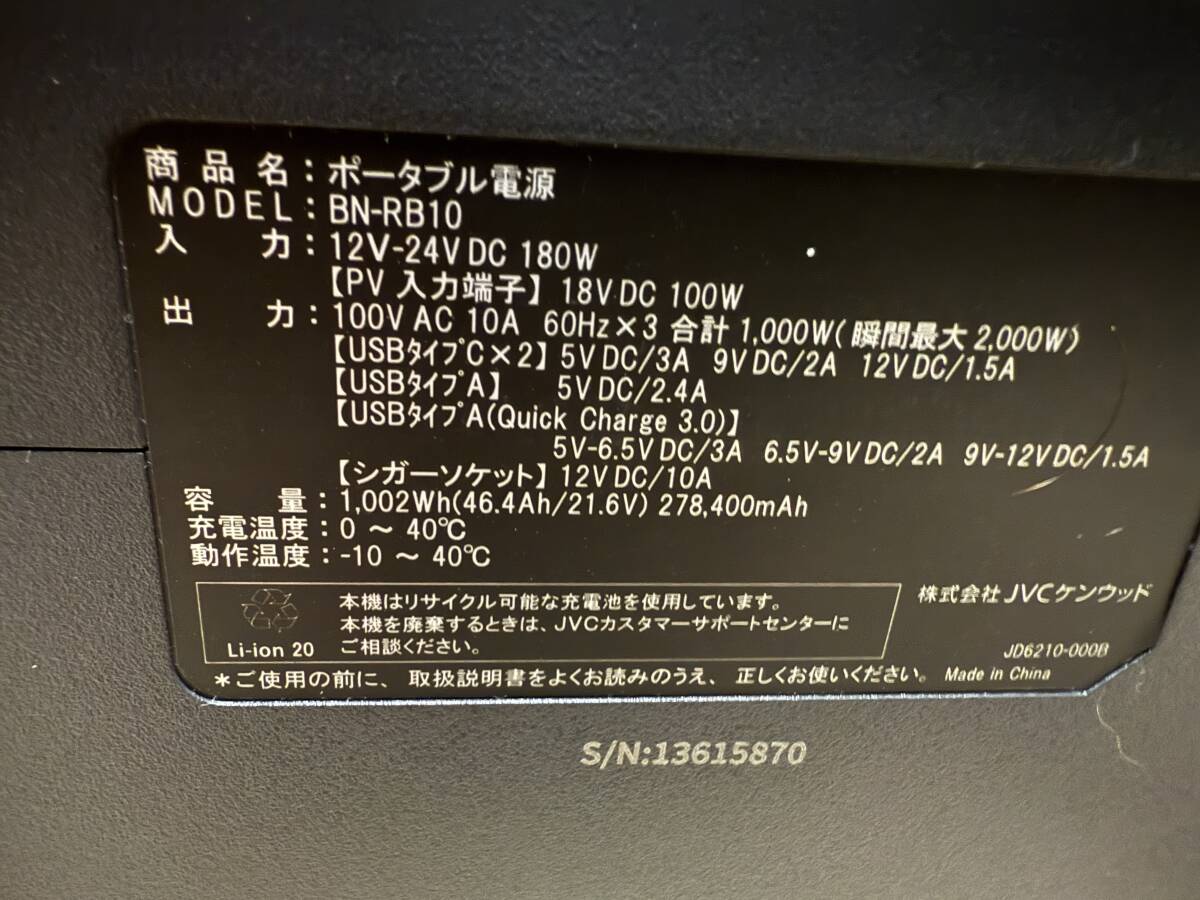 商品名：ポータブル電源
MODEL：BN-RB10
入力：12V-24V DC 180W
【PV 入力端子】 18V DC 100W
出力：100V AC 10A 60Hz×3 合計 1,000W(瞬間最大 2,000W)
【USBﾀｲﾌﾟC×2】5V DC/3A 9V DC/2A 12V DC/1.5A
【USBﾀｲﾌﾟA】 5V DC/2.4A
【USBﾀｲﾌﾟA(Quick Charge 3.0)】
5V-6.5V DC/3A 6.5V-9V DC/2A 9V-12V DC/1.5A
【シガーソケット】12V DC/10A
容量：1,002Wh(46.4Ah/21.6V) 278,400mAh
充電温度：0 ～ 40℃
動作温度：-10 ～ 40℃
本機はリサイクル可能な充電池を使用しています。
本機を廃棄するときは、JVCカスタマーサポートセンターに
ご相談ください。
Li-ion 20
株式会社 JVCケンウッド
JD6210-000B
＊ご使用の前に、取扱説明書をよくお読みのうえ、正しくお使いください。 Made in China
S/N:13615870